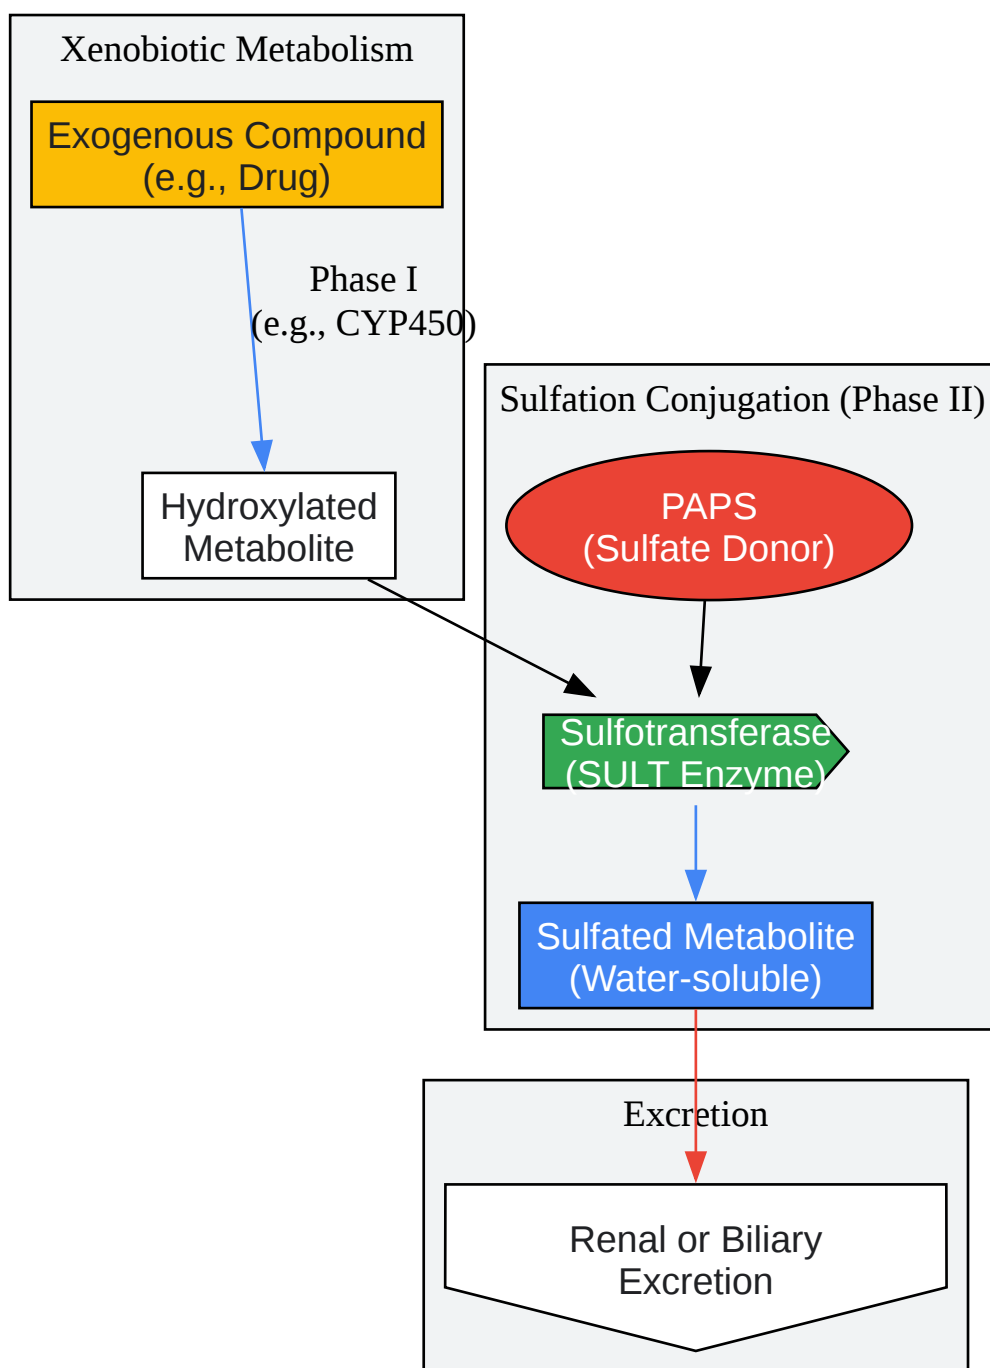 Xenobiotic Metabolism
Exogenous Compound
(e.g., Drug)
Phase I
(e.g., CYP450)
Hydroxylated
Metabolite
Sulfation Conjugation (Phase II)
PAPS
(Sulfate Donor)
Sulfotransferase
(SULT Enzyme)
Sulfated Metabolite
(Water-soluble)
Excretion
Renal or Biliary
Excretion